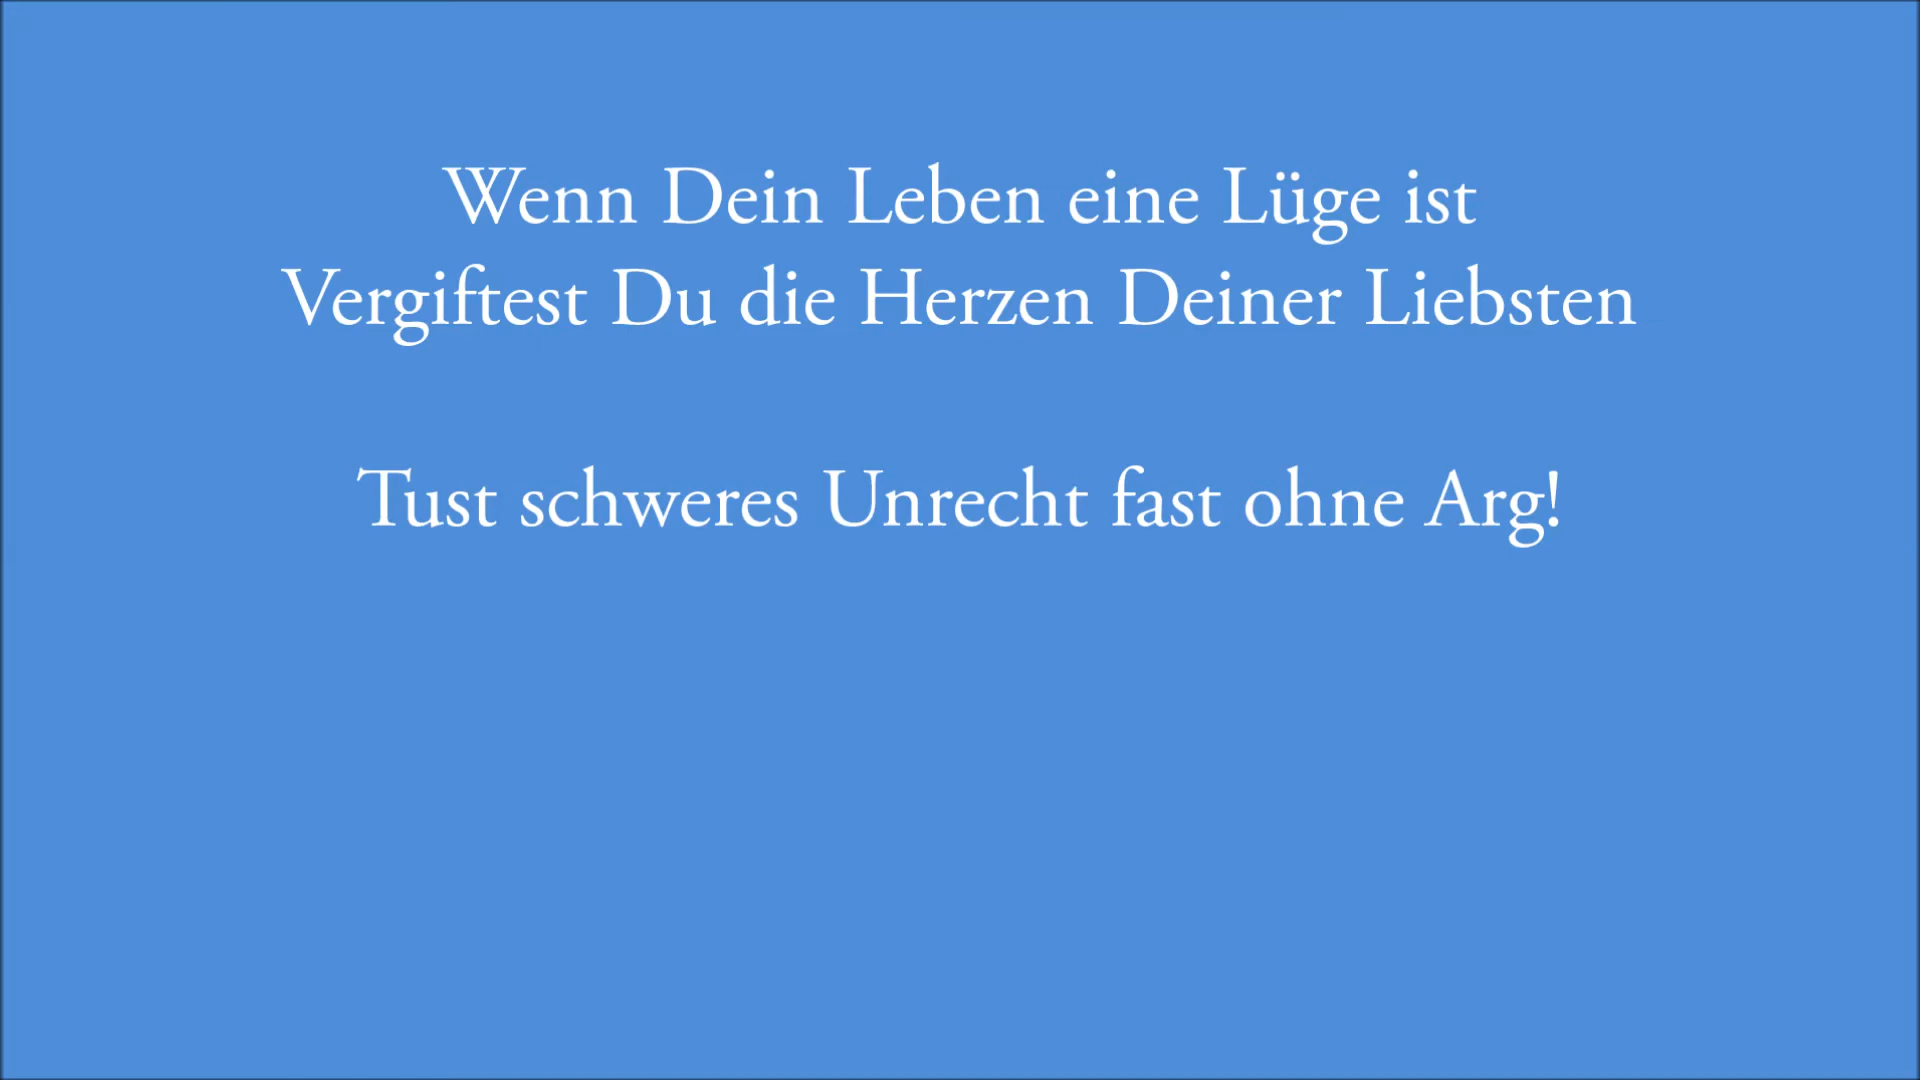 Wenn Dein Leben eine Lüge ist
Vergiftest Du die Herzen Deiner Liebsten
Tust schweres Unrecht fast ohne Arg!